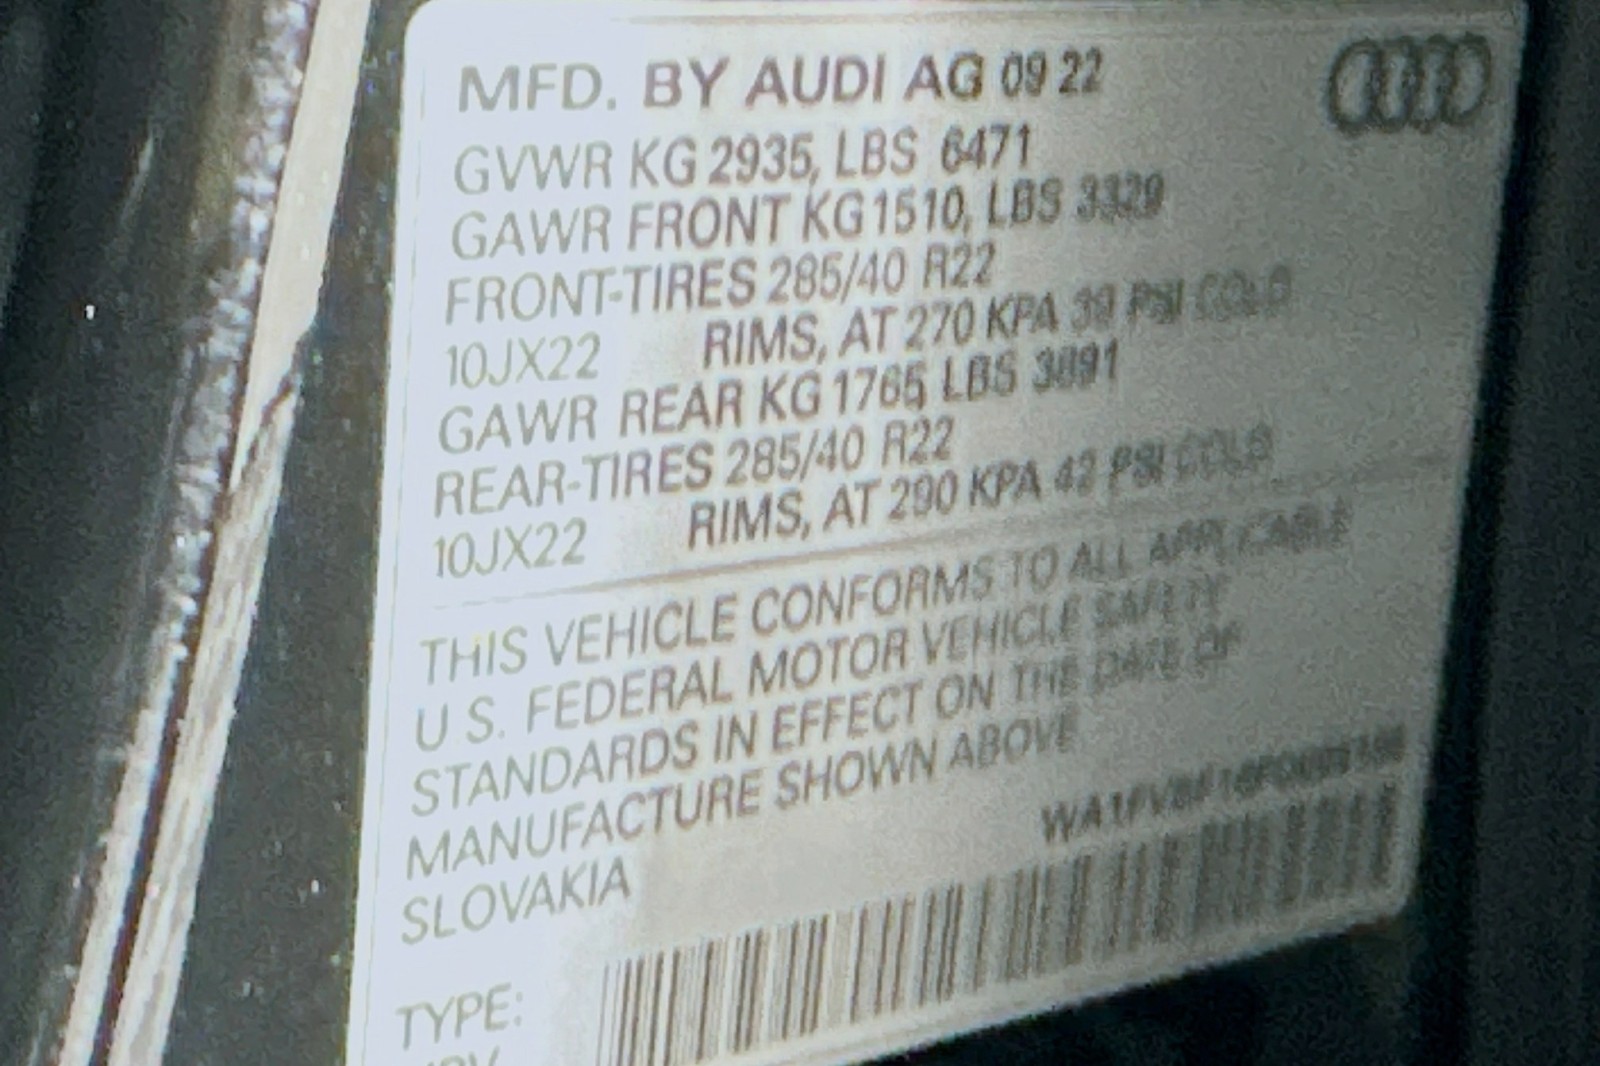 MFD. BY AUDI AG 09 22
GVWR KG 2935, LBS 6471
GAWR FRONT KG 1510, LBS 3329
FRONT-TIRES 285/40 R22
10JX22 RIMS, AT 270 KPA 39 PSI COLD
GAWR REAR KG 1765, LBS 3891
REAR-TIRES 285/40 R22
10JX22 RIMS, AT 290 KPA 42 PSI COLD
THIS VEHICLE CONFORMS TO ALL APPLICABLE
U S. FEDERAL MOTOR VEHICLE SAFETY
STANDARDS IN EFFECT ON THE DATE OF
MANUFACTURE SHOWN ABOVE
SLOVAKIA
TYPE: